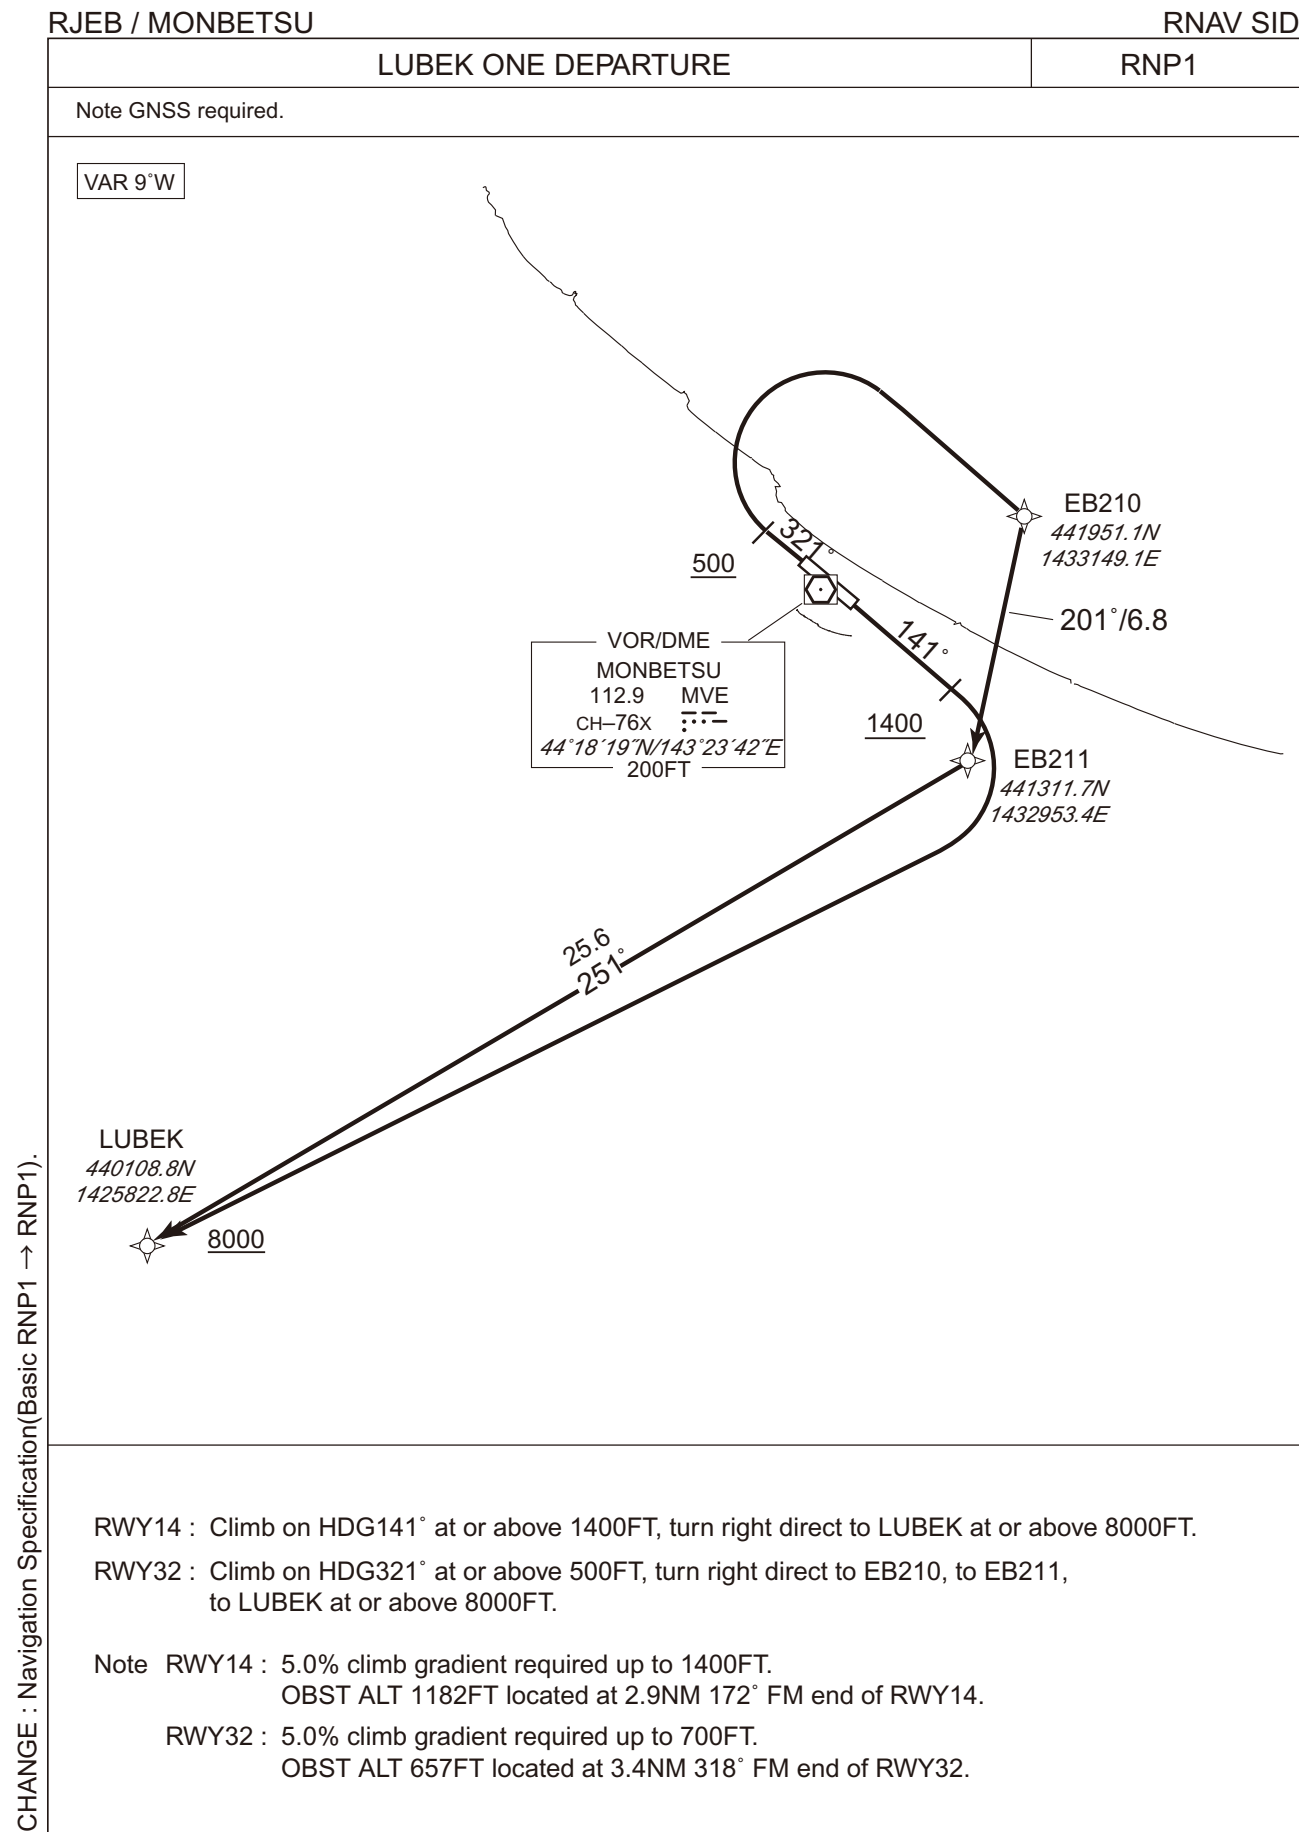 RJEB / MONBETSU
RNAV SID
LUBEK ONE DEPARTURE
RNP1
Note GNSS required.
VAR 9˚W
EB210
441951.1N
1433149.1E
321˚
500
201˚/6.8
141˚
VOR/DME
MONBETSU
112.9 MVE
CH–76X
44˚18´19˝N/143˚23´42˝E
200FT
1400
EB211
441311.7N
1432953.4E
25.6
251˚
LUBEK
440108.8N
1425822.8E
8000
RWY14 : Climb on HDG141˚ at or above 1400FT, turn right direct to LUBEK at or above 8000FT.
RWY32 : Climb on HDG321˚ at or above 500FT, turn right direct to EB210, to EB211,
to LUBEK at or above 8000FT.
Note RWY14 : 5.0% climb gradient required up to 1400FT.
OBST ALT 1182FT located at 2.9NM 172˚ FM end of RWY14.
RWY32 : 5.0% climb gradient required up to 700FT.
OBST ALT 657FT located at 3.4NM 318˚ FM end of RWY32.
CHANGE : Navigation Specification(Basic RNP1 → RNP1).